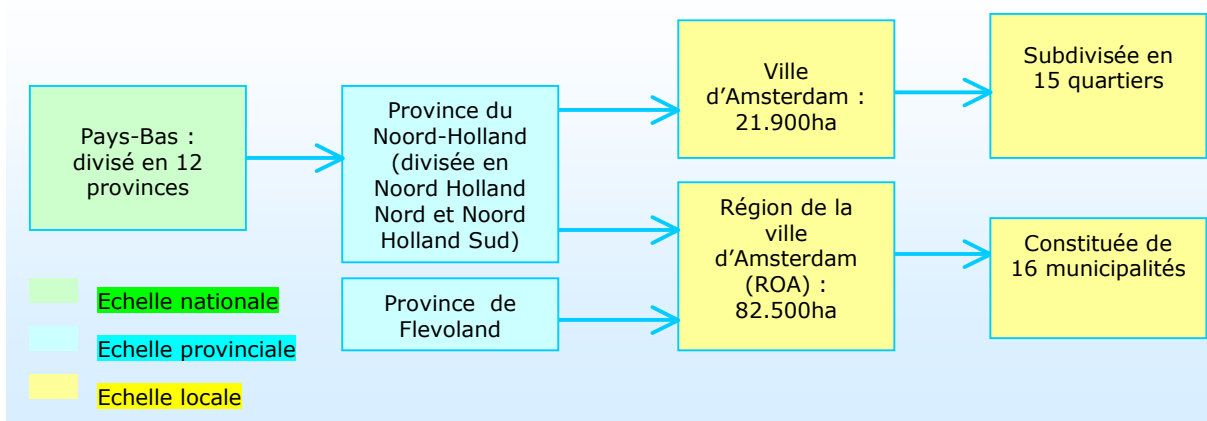 Pays-Bas :
divisé en 12
provinces
Province du
Noord-Holland
(divisée en
Noord Holland
Nord et Noord
Holland Sud)
Province de
Flevoland
Ville
d'Amsterdam :
21.900ha
Région de la
ville
d'Amsterdam
(ROA) :
82.500ha
Subdivisée en
15 quartiers
Constituée de
16 municipalités
Echelle nationale
Echelle provinciale
Echelle locale